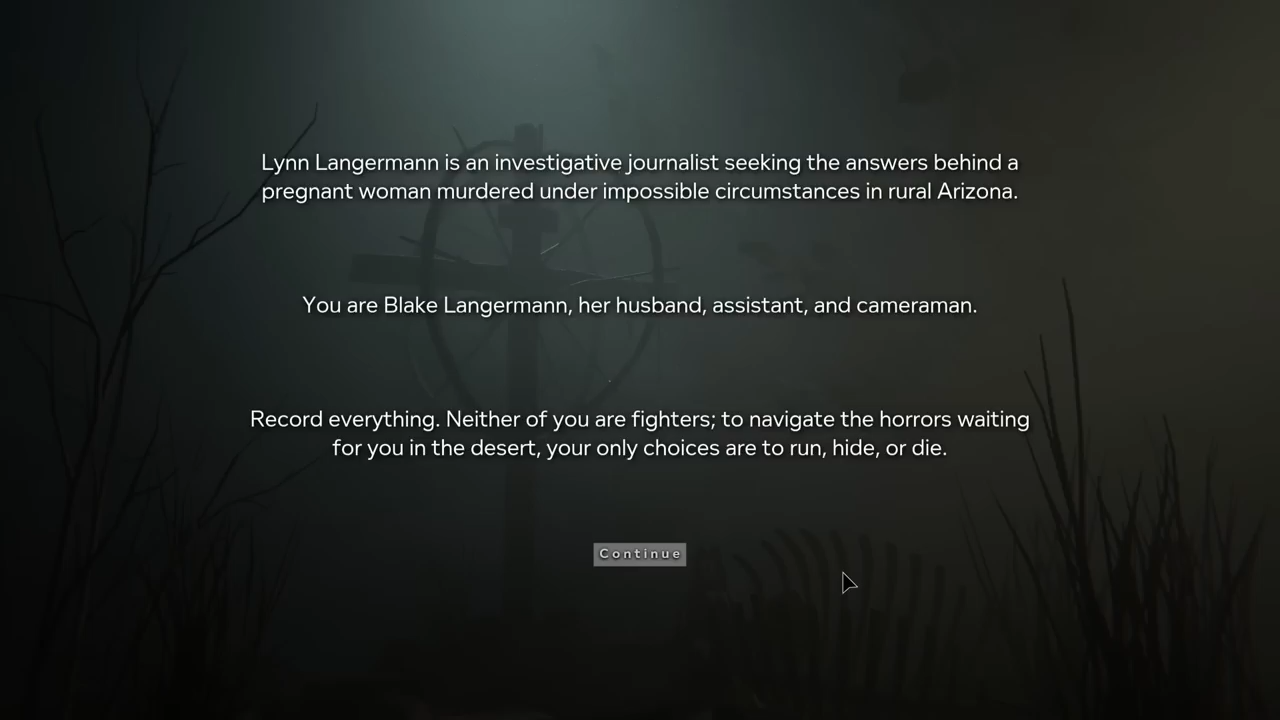 Lynn Langermann is an investigative journalist seeking the answers behind a
pregnant woman murdered under impossible circumstances in rural Arizona.
You are Blake Langermann, her husband, assistant, and cameraman.
Record everything. Neither of you are fighters; to navigate the horrors waiting
for you in the desert, your only choices are to run, hide, or die.
Continue